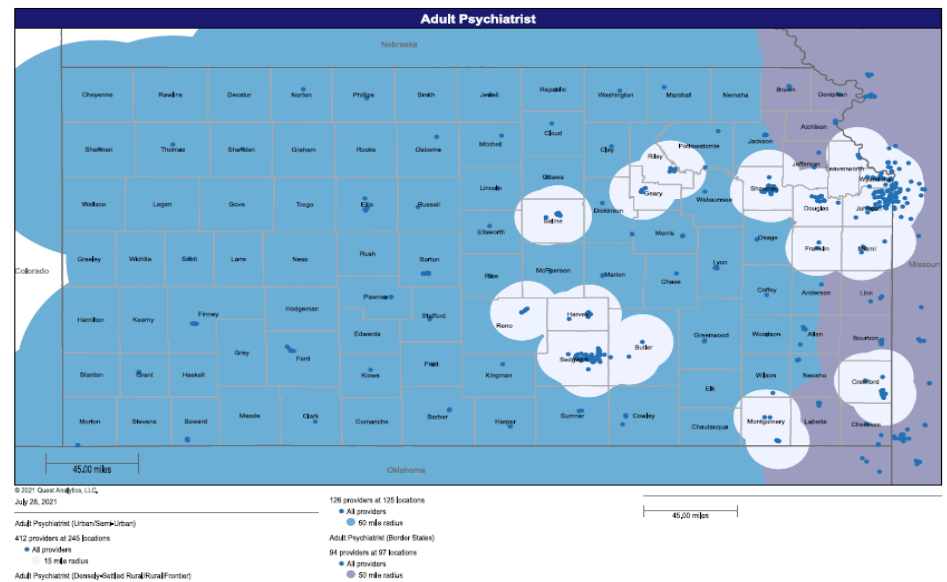 Adult Psychiatrist
Nebraska
Cheyenne Rawlins Decatur Norton Phillips Smith Jewell Republic Washington Marshall Nemaha Brown Doniphan
Atchison
Sherman Thomas Sheridan Graham Rooks Osborne Mitchell Cloud Clay Riley Pottawatomie Jackson Jefferson Leavenworth
Wallace Logan Gove Trego Ellis Russell Lincoln Ottawa Geary Wabaunsee Shawnee Douglas
Saline Dickinson
Ellsworth Morris Osage Franklin Miami
Colorado Greeley Wichita Scott Lane Ness Rush Barton Rice McPherson Marion Chase Lyon Missouri
Coffey Anderson Linn
Hamilton Kearny Finney Hodgeman Pawnee Stafford Reno Harvey
Gray Ford Edwards Butler Greenwood Woodson Allen Bourbon
Stanton Grant Haskell Kiowa Pratt Kingman Elk Wilson Neosho Crawford
Morton Stevens Seward Meade Clark Comanche Barber Harper Sumner Cowley Chautauqua Montgomery Labette Cherokee
45.00 miles
Oklahoma
© 2021 Quest Analytics, LLC.
July 28, 2021
Adult Psychiatrist (Urban/Semi-Urban)
412 providers at 245 locations
All providers
15 mile radius
Adult Psychiatrist (Densely-Settled Rural/Rural/Frontier)
126 providers at 125 locations
All providers
60 mile radius
Adult Psychiatrist (Border States)
94 providers at 97 locations
All providers
50 mile radius
45.00 miles